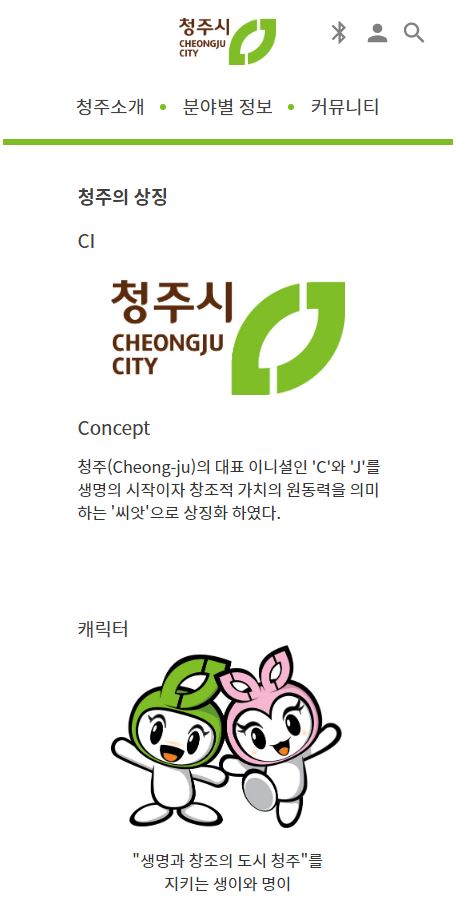 청주시
CHEONGJU
CITY
청주소개 • 분야별 정보 • 커뮤니티
청주의 상징
CI
청주시
CHEONGJU
CITY
Concept
청주(Cheong-ju)의 대표 이니셜인 'C'와 'J'를
생명의 시작이자 창조적 가치의 원동력을 의미
하는 '씨앗'으로 상징화 하였다.
캐릭터
"생명과 창조의 도시 청주"를
지키는 생이와 명이